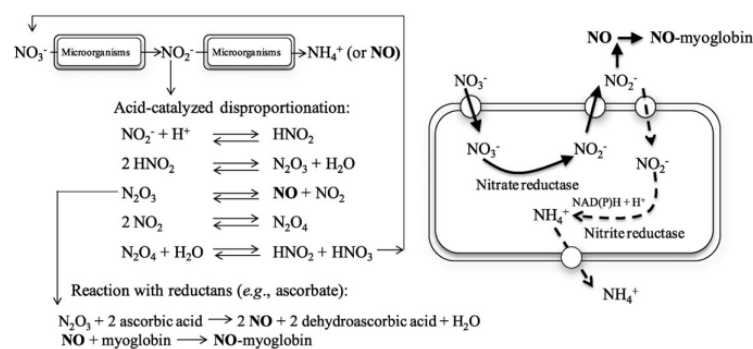 NO₃⁻ Microorganisms NO₂⁻ Microorganisms NH₄⁺ (or NO)
Acid-catalyzed disproportionation:
NO₂⁻ + H⁺ ⇌ HNO₂
2 HNO₂ ⇌ N₂O₃ + H₂O
N₂O₃ ⇌ NO + NO₂
2 NO₂ ⇌ N₂O₄
N₂O₄ + H₂O ⇌ HNO₂ + HNO₃
Reaction with reductans (e.g., ascorbate):
N₂O₃ + 2 ascorbic acid → 2 NO + 2 dehydroascorbic acid + H₂O
NO + myoglobin → NO-myoglobin
NO → NO-myoglobin
NO₃⁻
NO₂⁻
NO₃⁻
NO₂⁻
NO₂⁻
Nitrate reductase
NAD(P)H + H⁺
NH₄⁺
Nitrite reductase
NH₄⁺